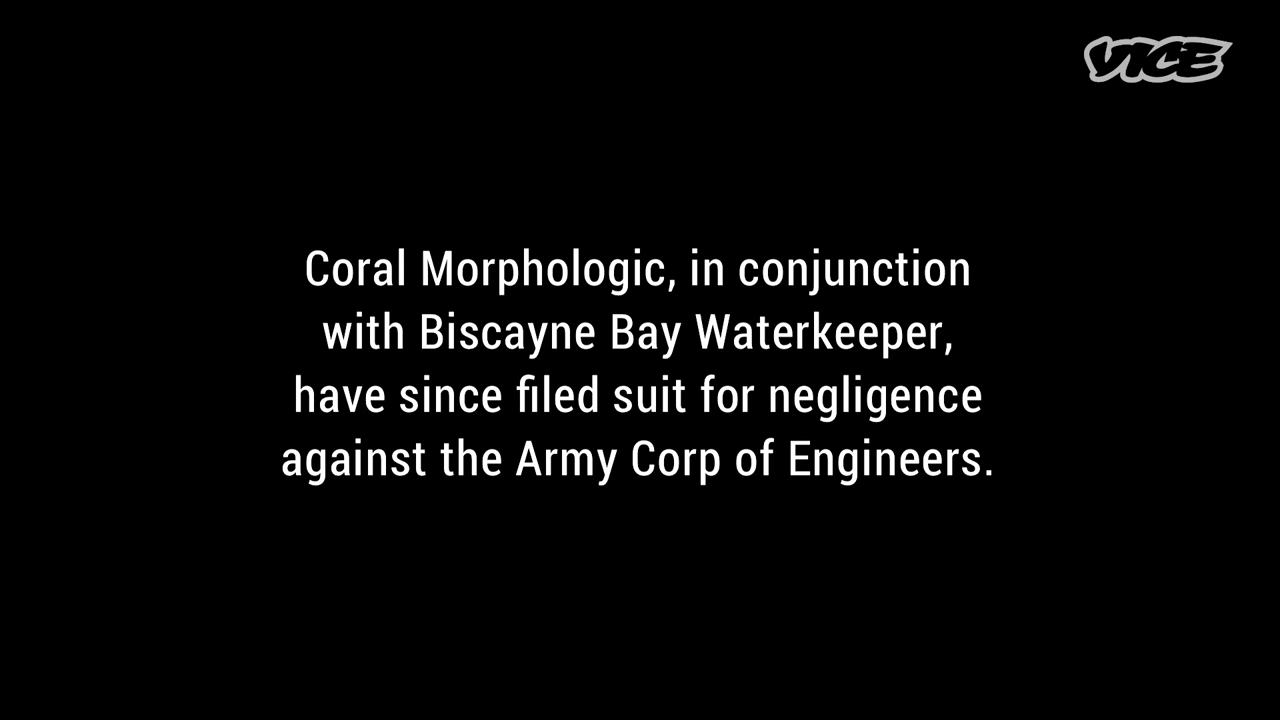 VICE
Coral Morphologic, in conjunction
with Biscayne Bay Waterkeeper,
have since filed suit for negligence
against the Army Corp of Engineers.